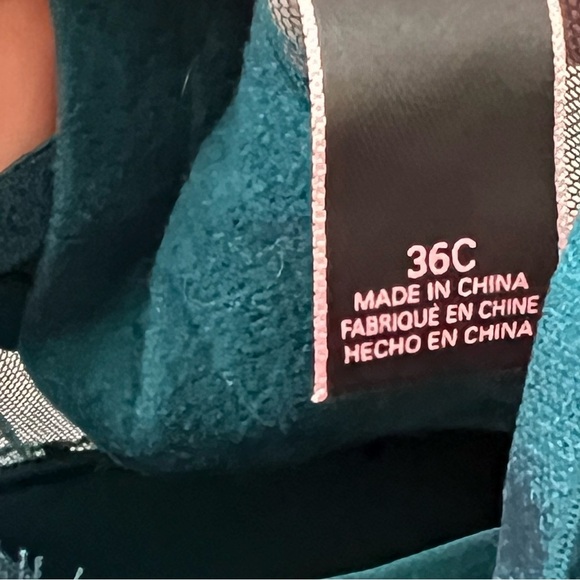 36C
MADE IN CHINA
FABRIQUÉ EN CHINE
HECHO EN CHINA